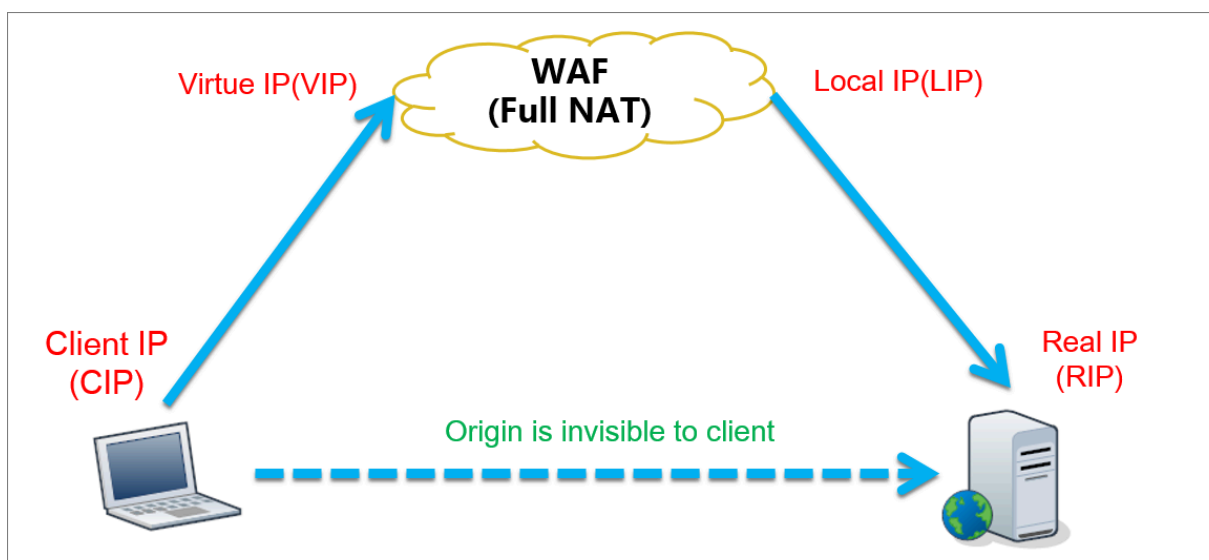 WAF
(Full NAT)
Virtue IP(VIP)
Local IP(LIP)
Client IP
(CIP)
Real IP
(RIP)
Origin is invisible to client